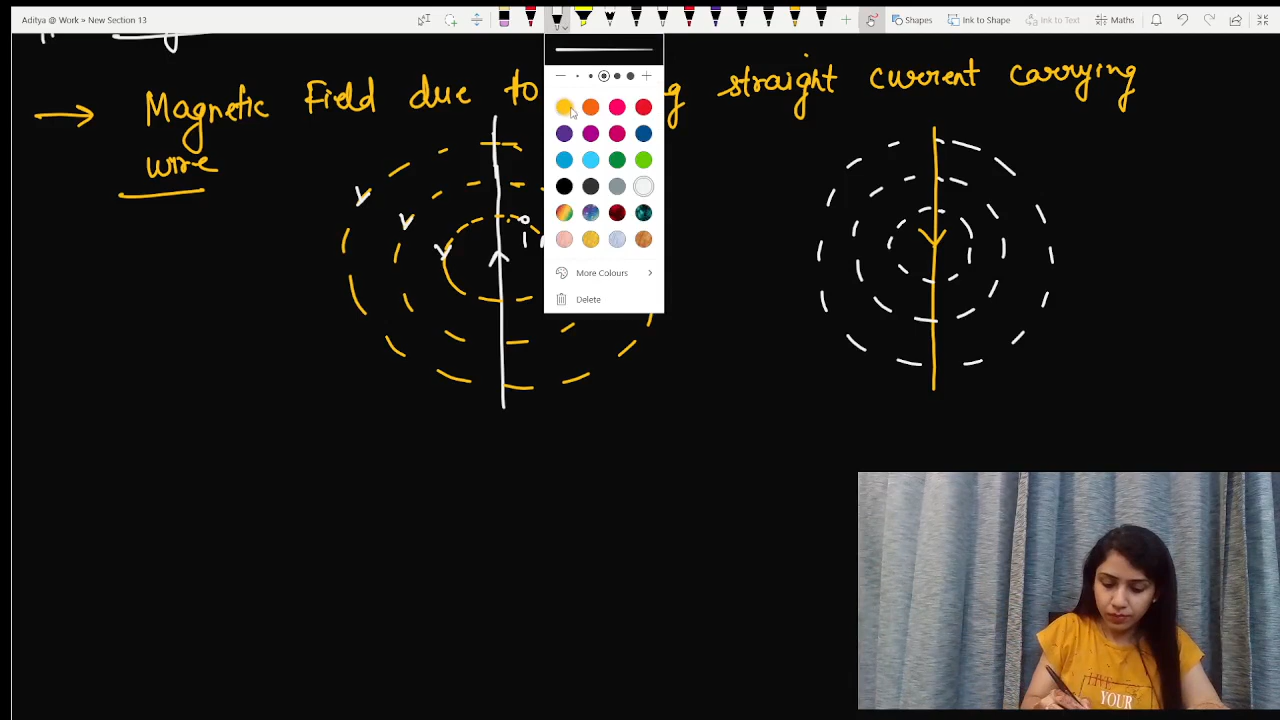 Aditya @ Work » New Section 13
Shapes
Ink to Shape
Ink to Text
Maths
Magnetic Field due to straight current carrying
wire
More Colours
Delete
YOUR